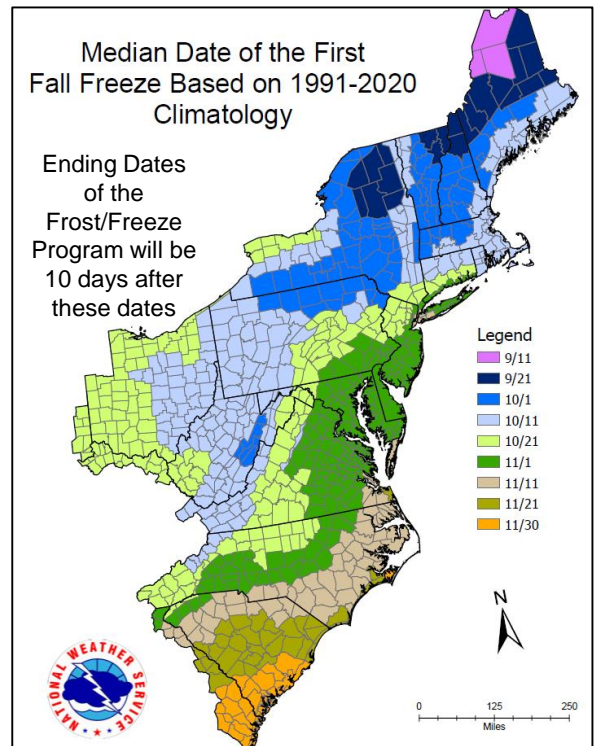 Median Date of the First
Fall Freeze Based on 1991-2020
Climatology
Ending Dates
of the
Frost/Freeze
Program will be
10 days after
these dates
Legend
9/11
9/21
10/1
10/11
10/21
11/1
11/11
11/21
11/30
N
0 125 250
Miles
NATIONAL WEATHER SERVICE